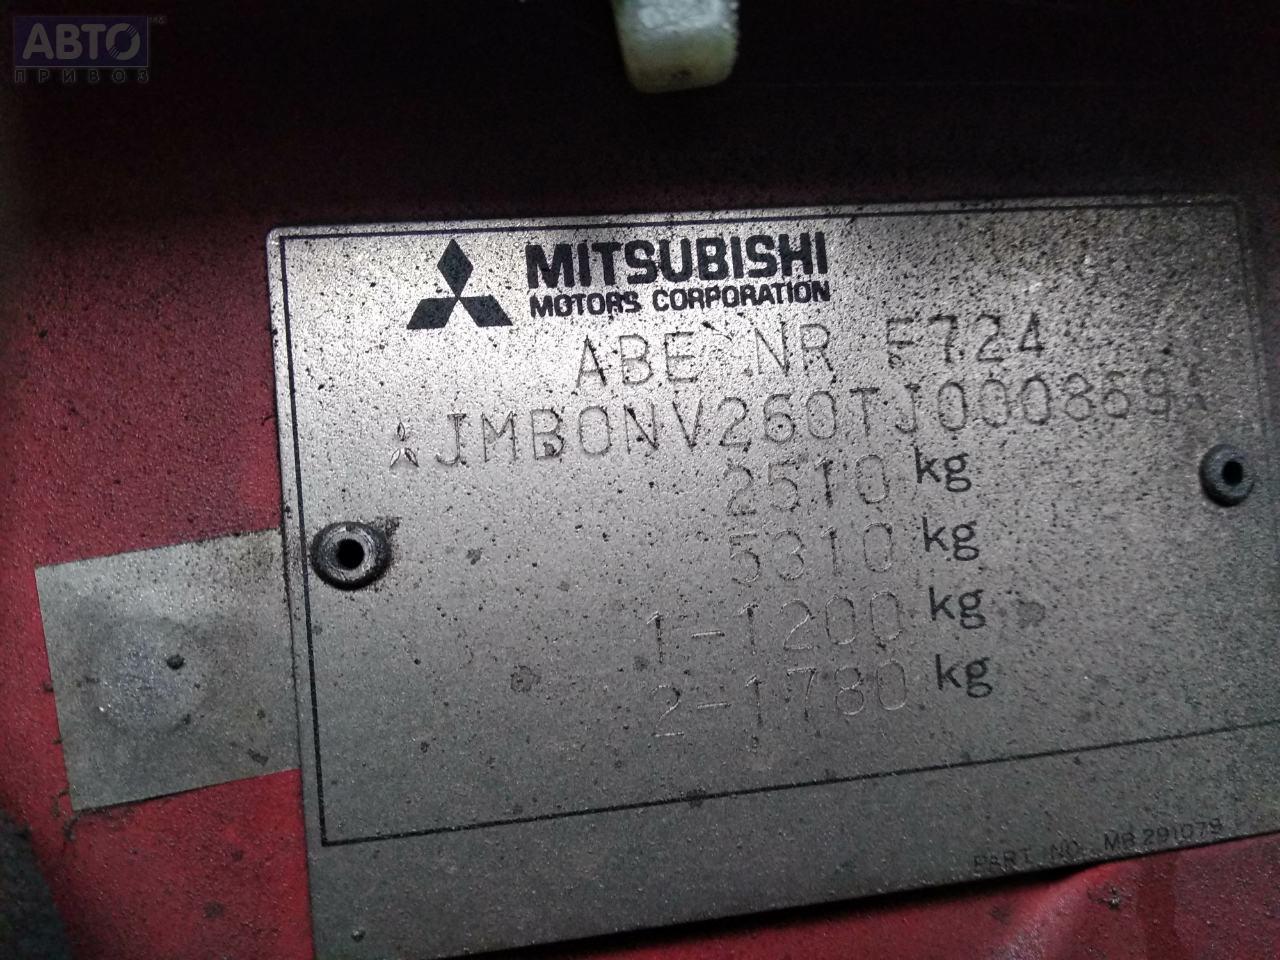 АВТО
ПРИВОЗ
MITSUBISHI
MOTORS CORPORATION
ABE NR F724
JMB0NV260TJ000869
2510 kg
5310 kg
1-1200 kg
2-1780 kg
PART NO. MB 291079